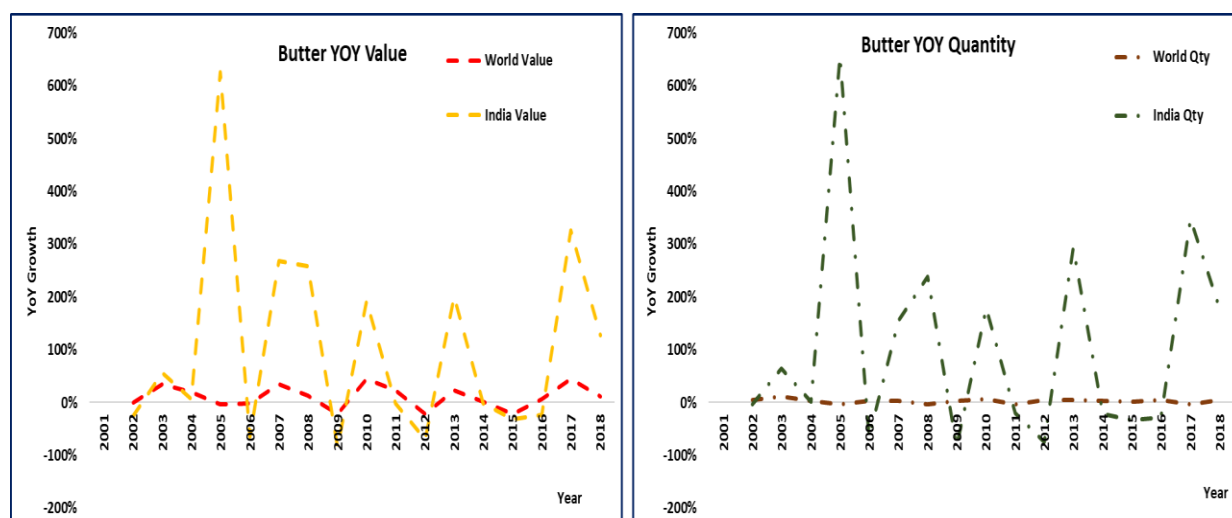 Butter YOY Value
World Value
India Value
700%
600%
500%
400%
300%
200%
100%
0%
-100%
-200%
YoY Growth
2001 2002 2003 2004 2005 2006 2007 2008 2009 2010 2011 2012 2013 2014 2015 2016 2017 2018
Year
Butter YOY Quantity
World Qty
India Qty
700%
600%
500%
400%
300%
200%
100%
0%
-100%
-200%
YoY Growth
2001 2002 2003 2004 2005 2006 2007 2008 2009 2010 2011 2012 2013 2014 2015 2016 2017 2018
Year